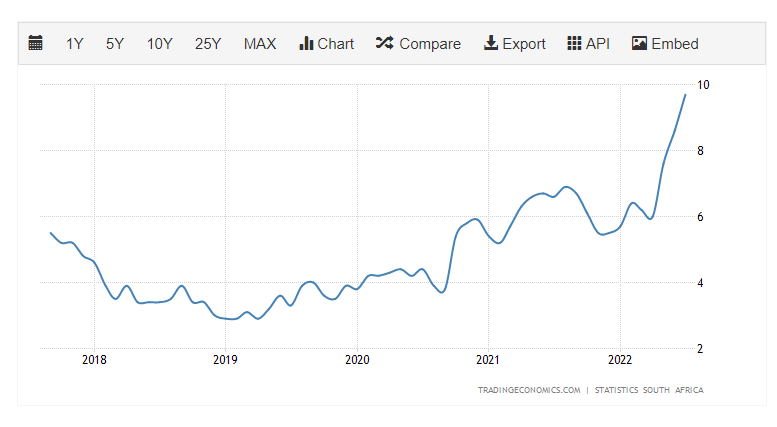 1Y 5Y 10Y 25Y MAX Chart Compare Export API Embed
10
8
6
4
2
2018 2019 2020 2021 2022
TRADINGECONOMICS.COM | STATISTICS SOUTH AFRICA